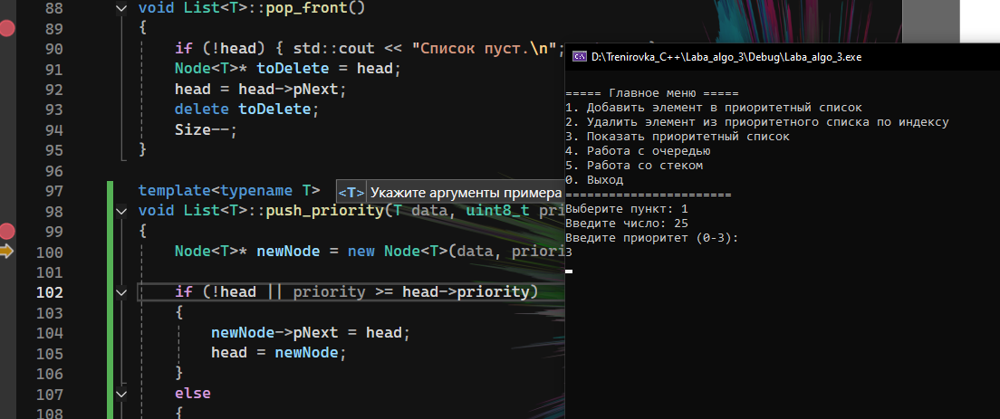 88 void List<T>::pop_front()
89 {
90 if (!head) { std::cout << "Список пуст.\n";
91 Node<T>* toDelete = head;
92 head = head->pNext;
93 delete toDelete;
94 Size--;
95 }
96
97 template<typename T>
<T> Укажите аргументы примера
98 void List<T>::push_priority(T data, uint8_t pri
99 {
100 Node<T>* newNode = new Node<T>(data, priori
101
102 if (!head || priority >= head->priority)
103 {
104 newNode->pNext = head;
105 head = newNode;
106 }
107 else
108 {
D:\Trenirovka_C++\Laba_algo_3\Debug\Laba_algo_3.exe
===== Главное меню =====
1. Добавить элемент в приоритетный список
2. Удалить элемент из приоритетного списка по индексу
3. Показать приоритетный список
4. Работа с очередью
5. Работа со стеком
0. Выход
=======================
Выберите пункт: 1
Введите число: 25
Введите приоритет (0-3):
3